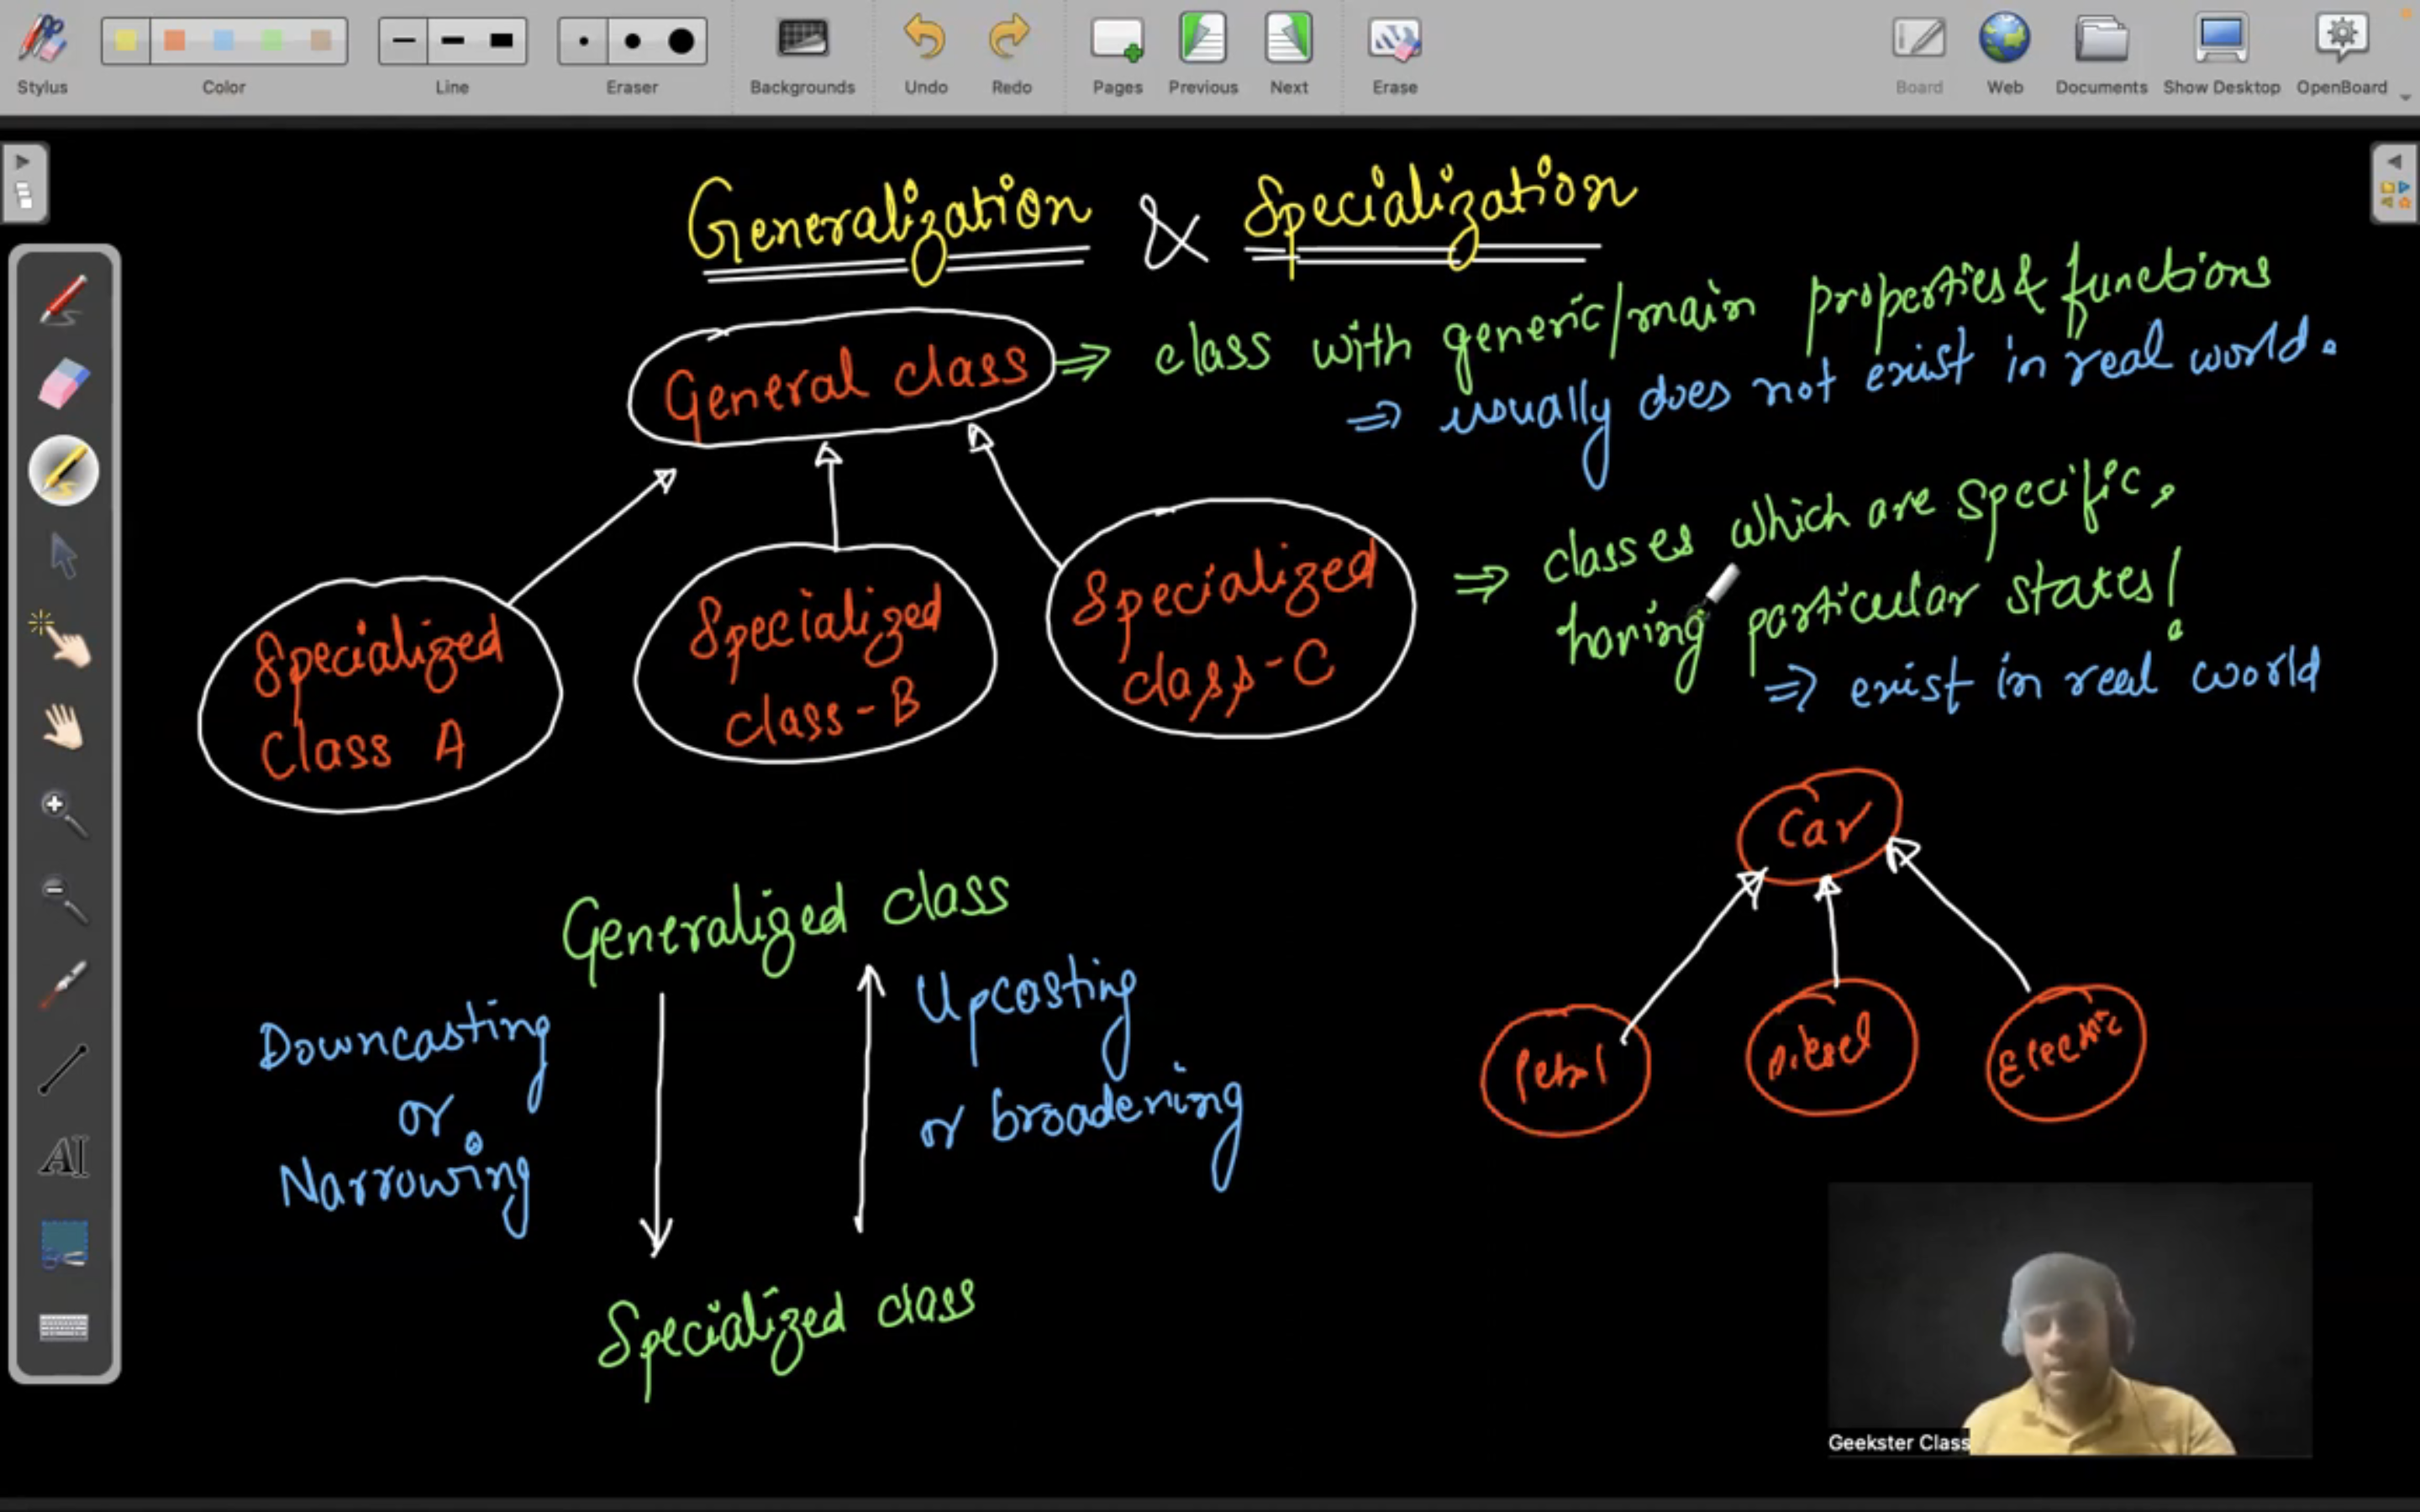 Stylus
Color
Line
Eraser
Backgrounds
Undo
Redo
Pages
Previous
Next
Erase
Board
Web
Documents
Show Desktop
OpenBoard
Generalization & Specialization
General class
⇒ class with generic/main properties & functions
⇒ usually does not exist in real world.
Specialized
Class A
Specialized
class-B
Specialized
class-C
⇒ classes which are specific,
having particular states!
⇒ exist in real world
Car
Petrol
Diesel
Electric
Generalized class
Downcasting
or
Narrowing
Upcasting
or broadening
Specialized class
AI
Geekster Class